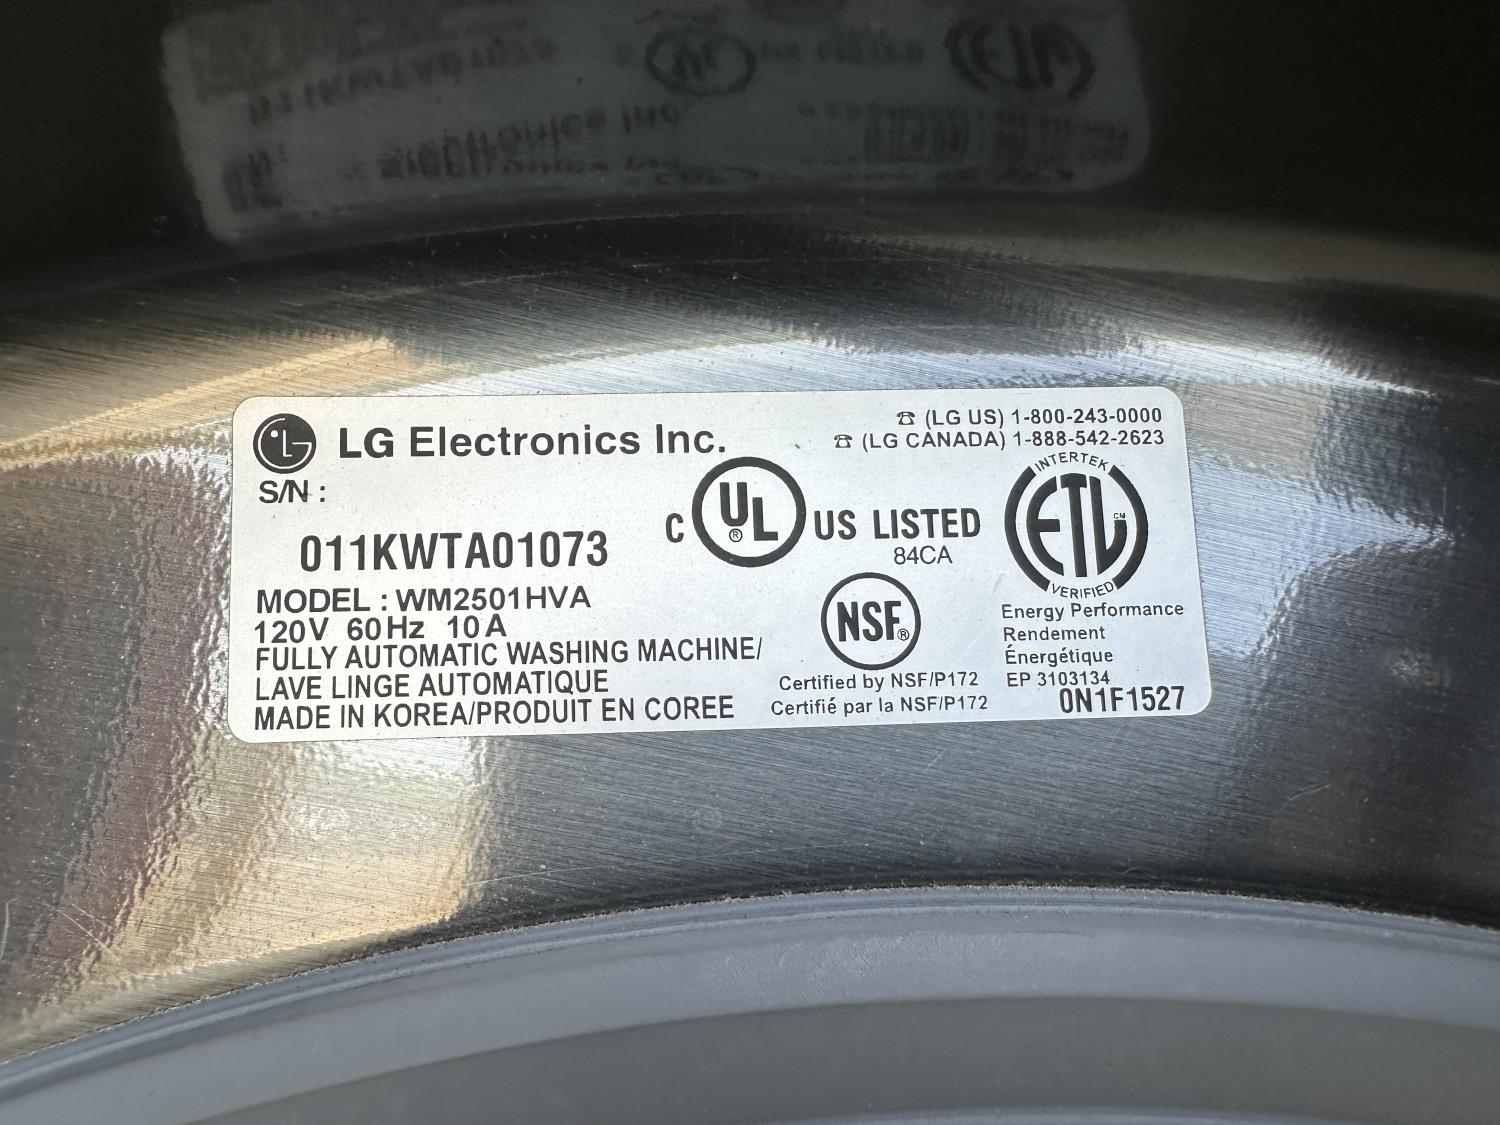 LG Electronics Inc.
☎ (LG US) 1-800-243-0000
☎ (LG CANADA) 1-888-542-2623
S/N :
011KWTA01073
MODEL : WM2501HVA
120V 60Hz 10A
FULLY AUTOMATIC WASHING MACHINE/
LAVE LINGE AUTOMATIQUE
MADE IN KOREA/PRODUIT EN COREE
C UL ® US LISTED
84CA
NSF®
Certified by NSF/P172
Certifié par la NSF/P172
INTERTEK
ETL CM
VERIFIED
Energy Performance
Rendement
Énergétique
EP 3103134
0N1F1527